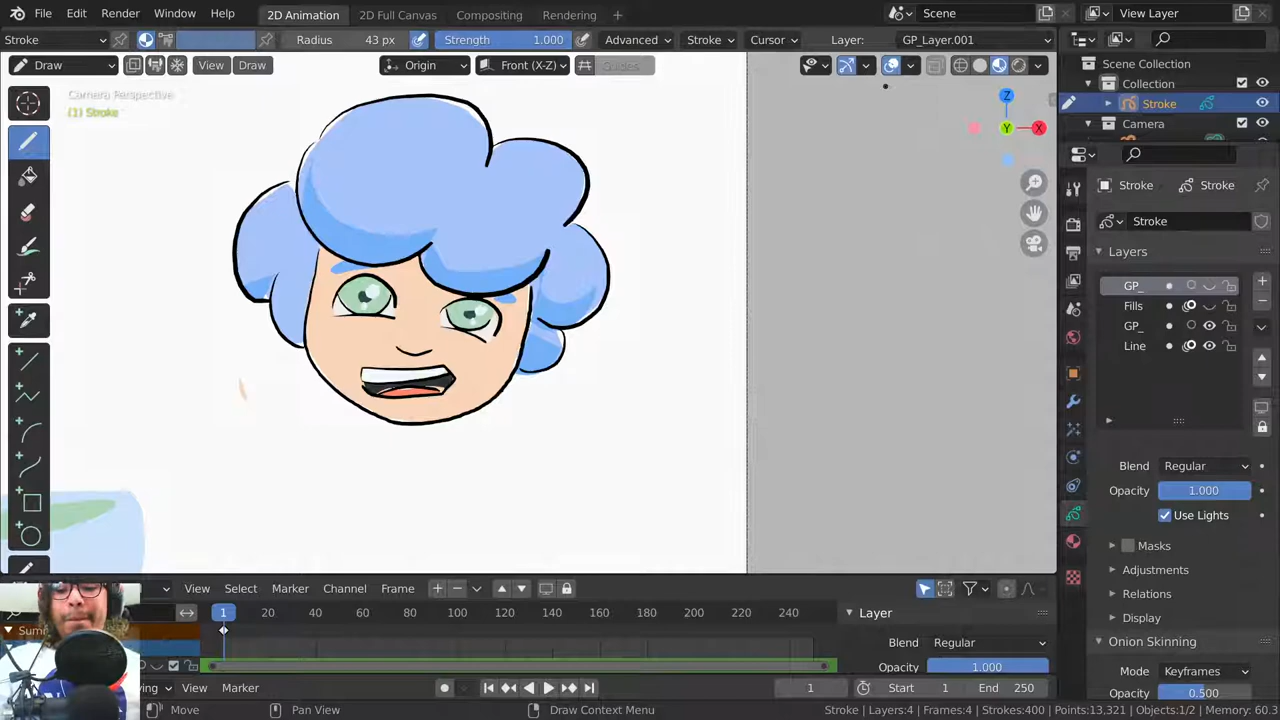 File Edit Render Window Help 2D Animation 2D Full Canvas Compositing Rendering + Scene View Layer
Stroke Radius 43 px Strength 1.000 Advanced Stroke Cursor Layer: GP_Layer.001
Draw View Draw Origin Front (X-Z) Guides
Camera Perspective
(1) Stroke
Z
Y
X
Scene Collection
Collection
Stroke
Camera
Stroke Stroke
Stroke
Layers
GP_
Fills
GP_
Line
Blend Regular
Opacity 1.000
Use Lights
Masks
Adjustments
Relations
Display
Onion Skinning
Mode Keyframes
Opacity 0.500
View Select Marker Channel Frame
1 20 40 60 80 100 120 140 160 180 200 220 240
Layer
Blend Regular
Opacity 1.000
View Marker 1 Start 1 End 250
Move Pan View Draw Context Menu Stroke | Layers:4 | Frames:4 | Strokes:400 | Points:13,321 | Objects:1/2 | Memory: 60.3